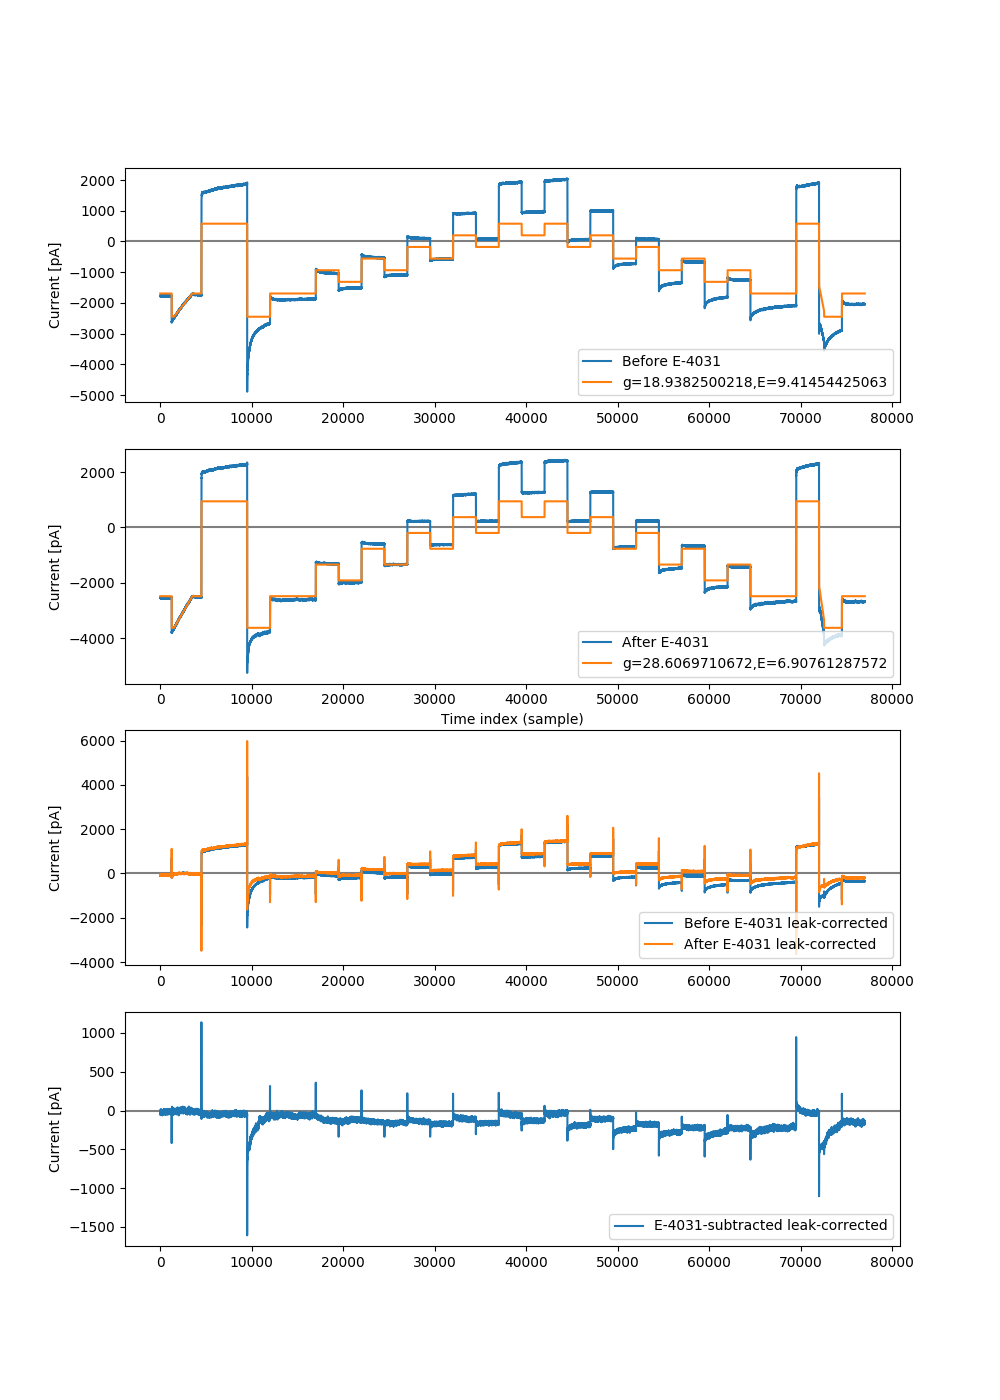 2000
1000
0
−1000
−2000
−3000
−4000
−5000
Current [pA]
Before E-4031
g=18.9382500218,E=9.41454425063
0 10000 20000 30000 40000 50000 60000 70000 80000
2000
0
−2000
−4000
Current [pA]
After E-4031
g=28.6069710672,E=6.90761287572
0 10000 20000 30000 40000 50000 60000 70000 80000
Time index (sample)
6000
4000
2000
0
−2000
−4000
Current [pA]
Before E-4031 leak-corrected
After E-4031 leak-corrected
0 10000 20000 30000 40000 50000 60000 70000 80000
1000
500
0
−500
−1000
−1500
Current [pA]
E-4031-subtracted leak-corrected
0 10000 20000 30000 40000 50000 60000 70000 80000